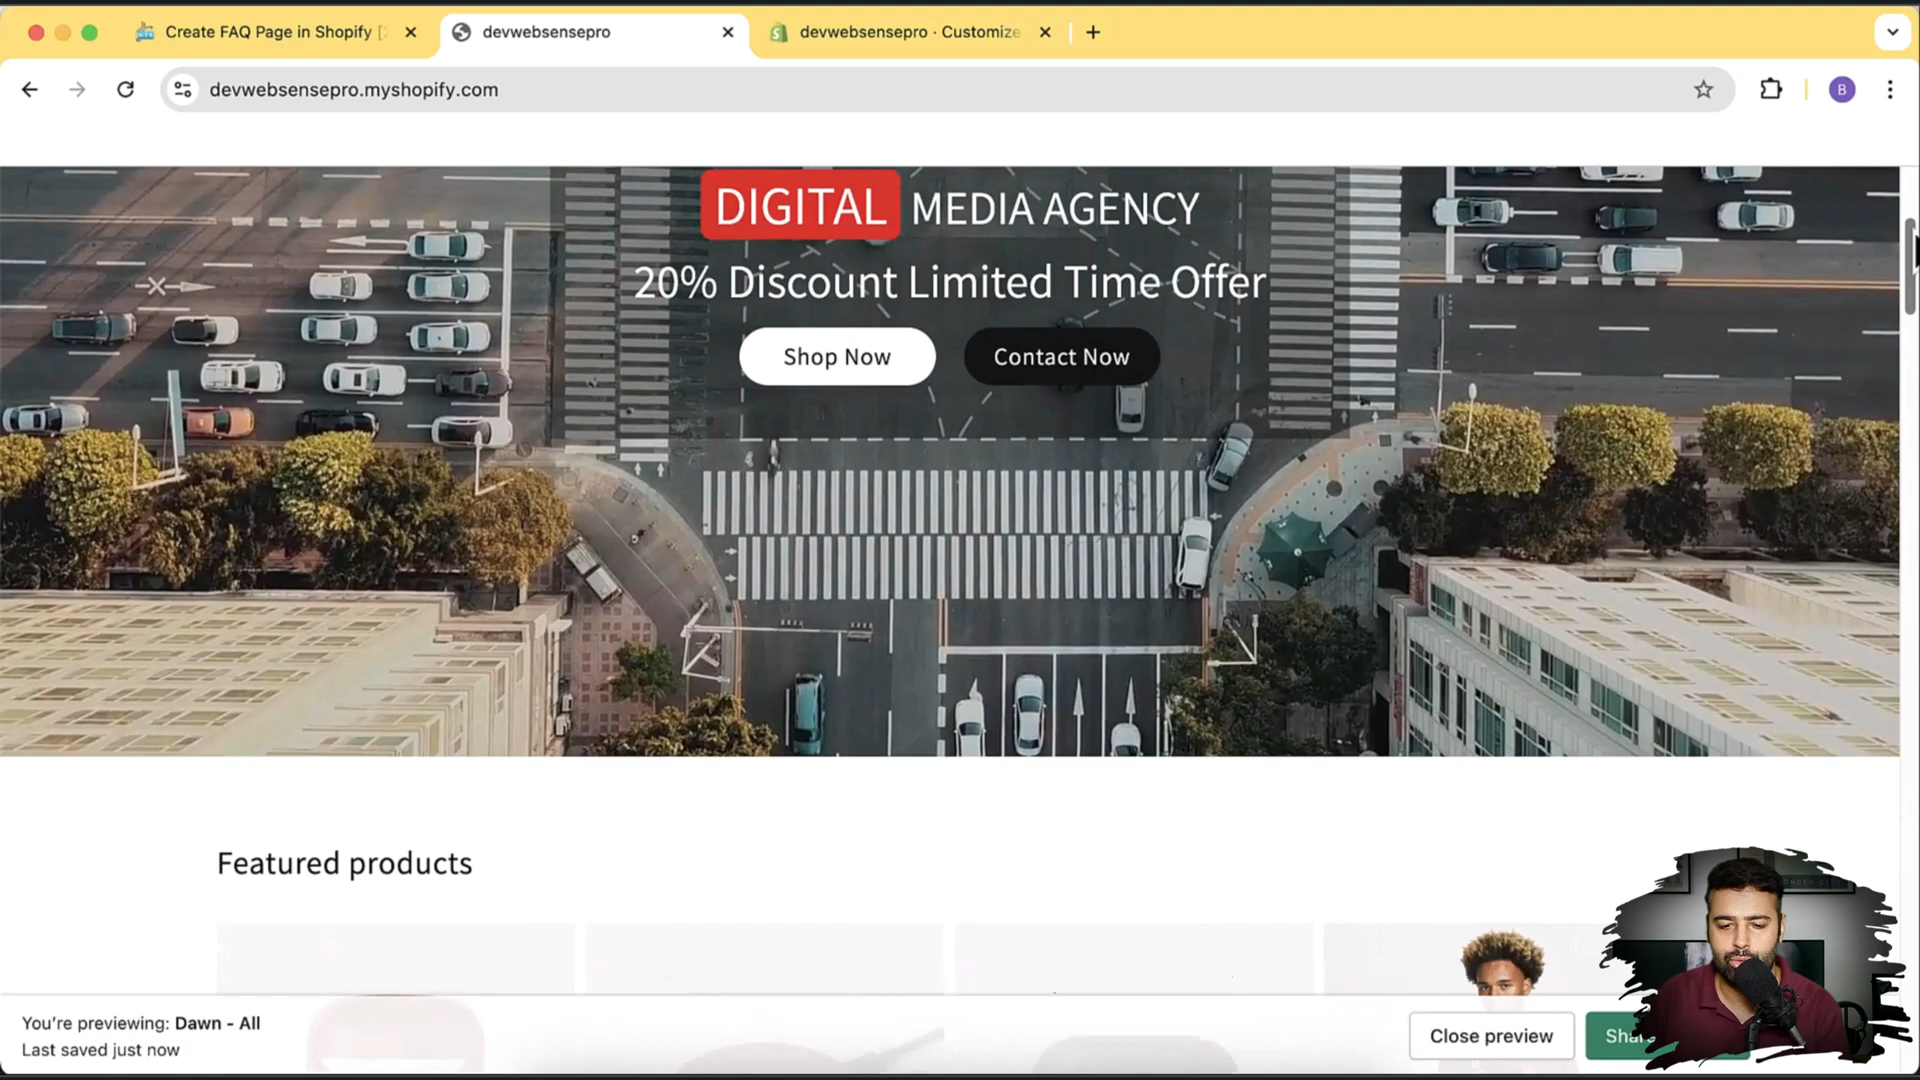 Create FAQ Page in Shopify [
devwebsensepro
devwebsensepro · Customize
devwebsensepro.myshopify.com
B
DIGITAL MEDIA AGENCY
20% Discount Limited Time Offer
Shop Now
Contact Now
Featured products
You're previewing: Dawn - All
Last saved just now
Close preview